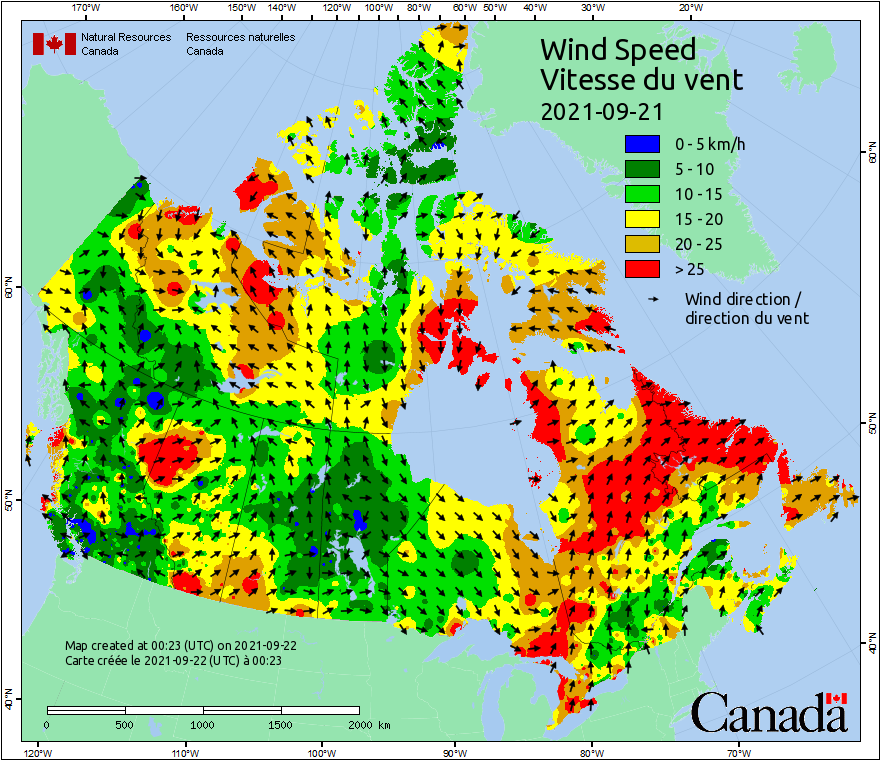 170°W 160°W 150°W 140°W 130°W 120°W 110°W 100°W 90°W 80°W 70°W 60°W 50°W 40°W 30°W 20°W
Natural Resources Ressources naturelles
Canada Canada
Wind Speed
Vitesse du vent
2021-09-21
0 - 5 km/h
5 - 10
10 - 15
15 - 20
20 - 25
> 25
Wind direction /
direction du vent
60°N
60°N
50°N
50°N
40°N
40°N
Map created at 00:23 (UTC) on 2021-09-22
Carte créée le 2021-09-22 (UTC) à 00:23
0 500 1000 1500 2000 km
Canada
120°W 110°W 100°W 90°W 80°W 70°W